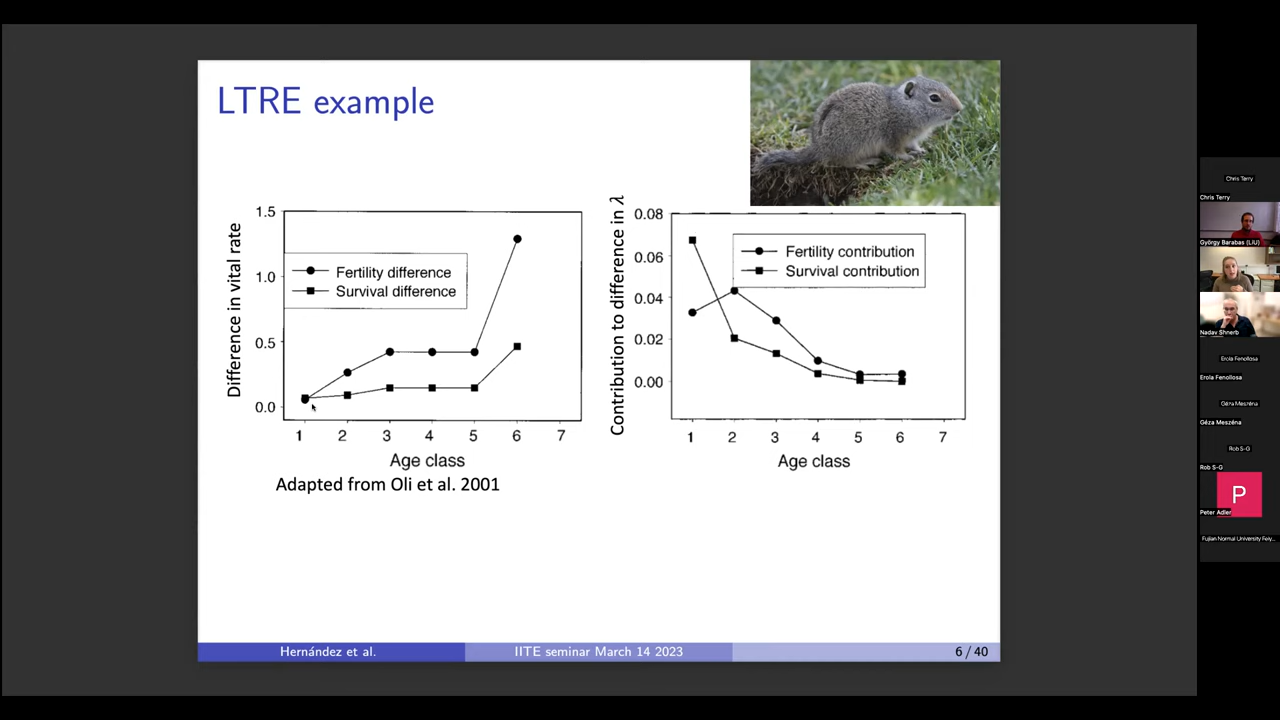 LTRE example
Difference in vital rate
1.5
1.0
0.5
0.0
Fertility difference
Survival difference
1 2 3 4 5 6 7
Age class
Adapted from Oli et al. 2001
Contribution to difference in λ
0.08
0.06
0.04
0.02
0.00
Fertility contribution
Survival contribution
1 2 3 4 5 6 7
Age class
Hernández et al.
IITE seminar March 14 2023
6 / 40
Chris Terry
Chris Terry
György Barabas (LiU)
Nadav Shnerb
Erola Fenollosa
Erola Fenollosa
Géza Meszéna
Géza Meszéna
Rob S-G
Rob S-G
P
Peter Adler
Fujian Normal University Feiy...